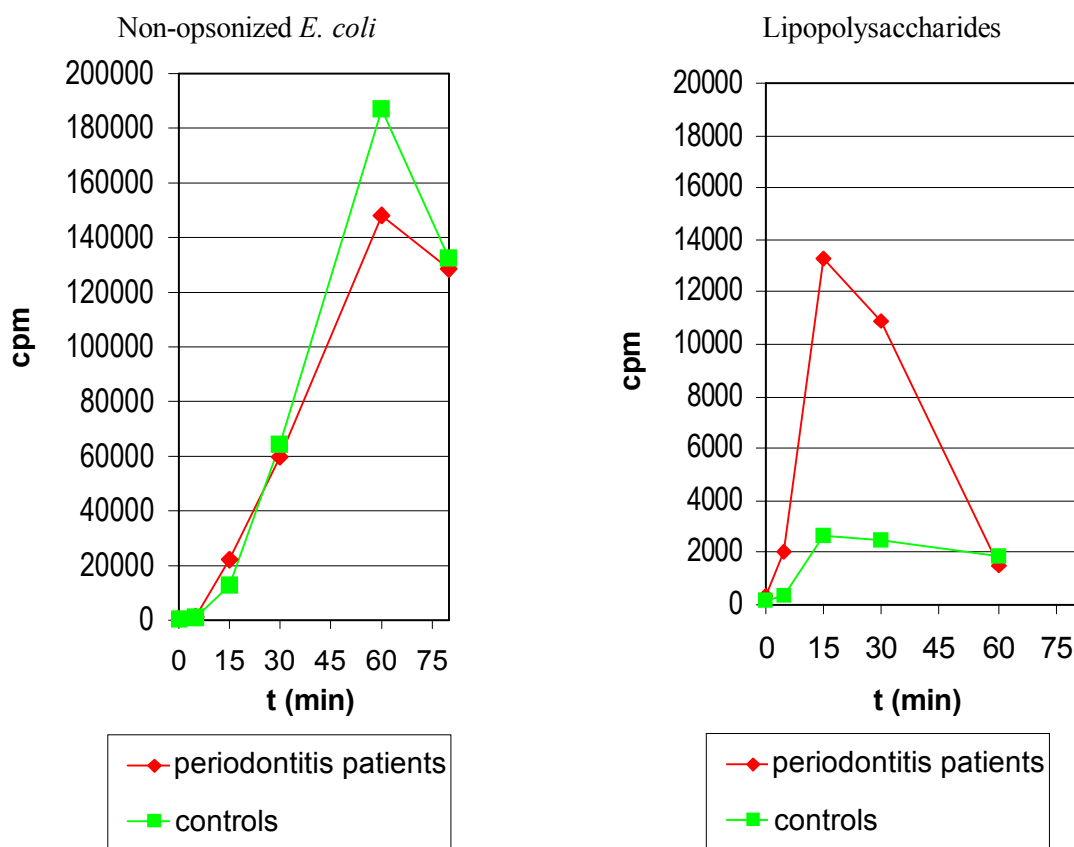 Non-opsonized E. coli
200000
180000
160000
140000
120000
100000
80000
60000
40000
20000
0
cpm
0 15 30 45 60 75
t (min)
periodontitis patients
controls
Lipopolysaccharides
20000
18000
16000
14000
12000
10000
8000
6000
4000
2000
0
cpm
0 15 30 45 60 75
t (min)
periodontitis patients
controls